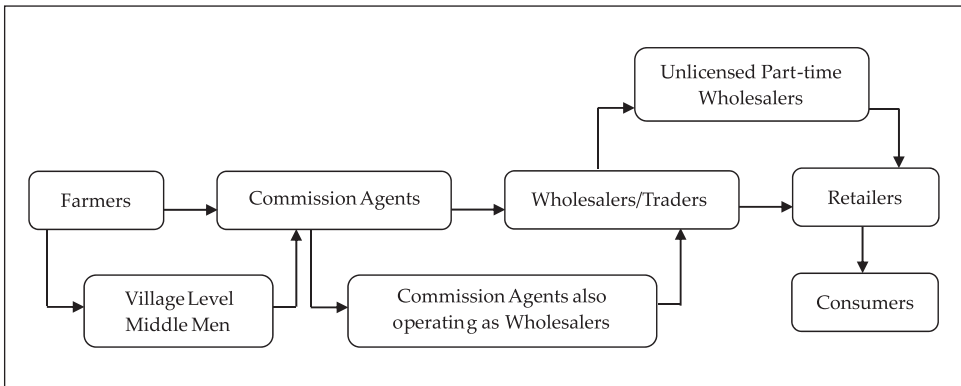 Unlicensed Part-time
Wholesalers
Farmers
Commission Agents
Wholesalers/Traders
Retailers
Village Level
Middle Men
Commission Agents also
operating as Wholesalers
Consumers